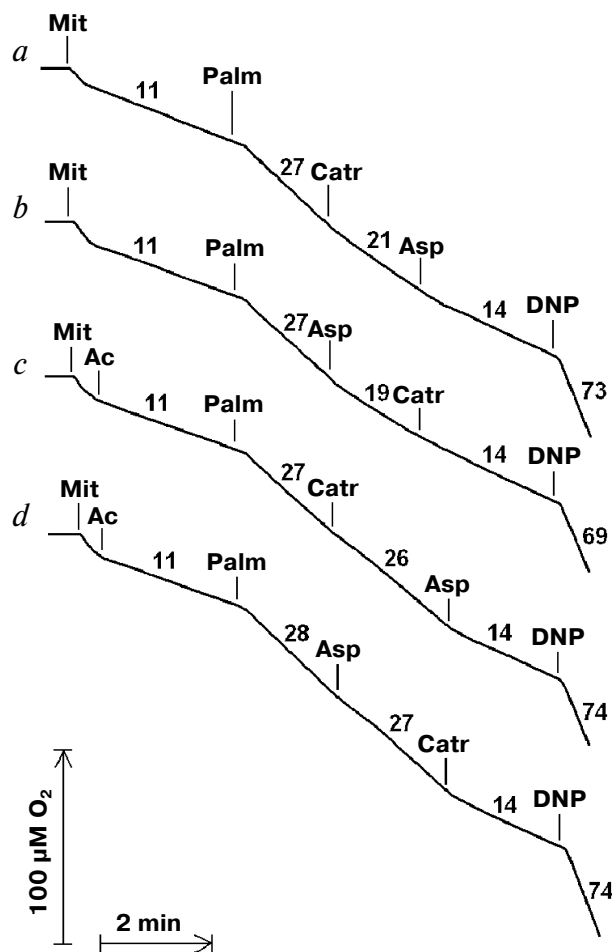 Mit
a
11
Palm
27
Catr
21
Asp
14
DNP
73
Mit
b
11
Palm
27
Asp
19
Catr
14
DNP
69
Mit
c
Ac
11
Palm
27
Catr
26
Asp
14
DNP
74
Mit
d
Ac
11
Palm
28
Asp
27
Catr
14
DNP
74
100 µM O₂
2 min